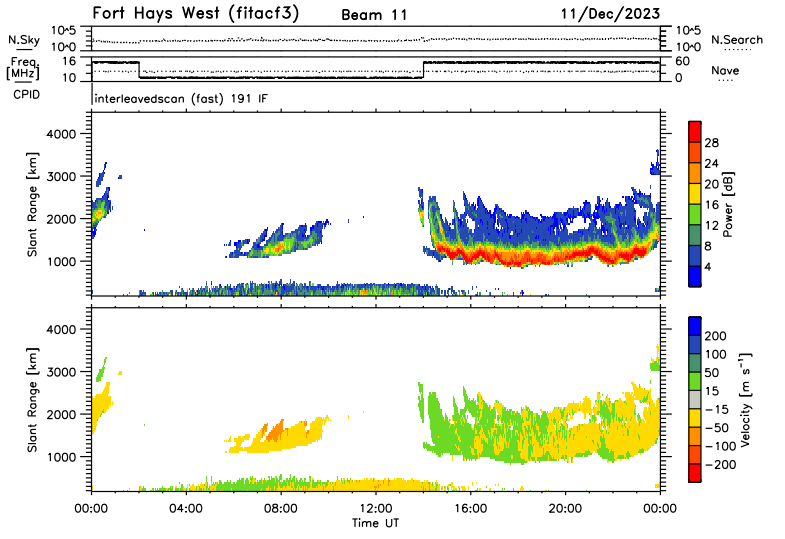 Fort Hays West (fitacf3) Beam 11 11/Dec/2023
N.Sky 10^5 10^0 10^5 10^0 N.Search
Freq. [MHz] 16 10 60 0 Nave
CPID interleavedscan (fast) 191 IF
Slant Range [km]
4000
3000
2000
1000
28
24
20
16
12
8
4
Power [dB]
Slant Range [km]
4000
3000
2000
1000
200
100
50
15
-15
-50
-100
-200
Velocity [m s⁻¹]
00:00 04:00 08:00 12:00 16:00 20:00 00:00
Time UT